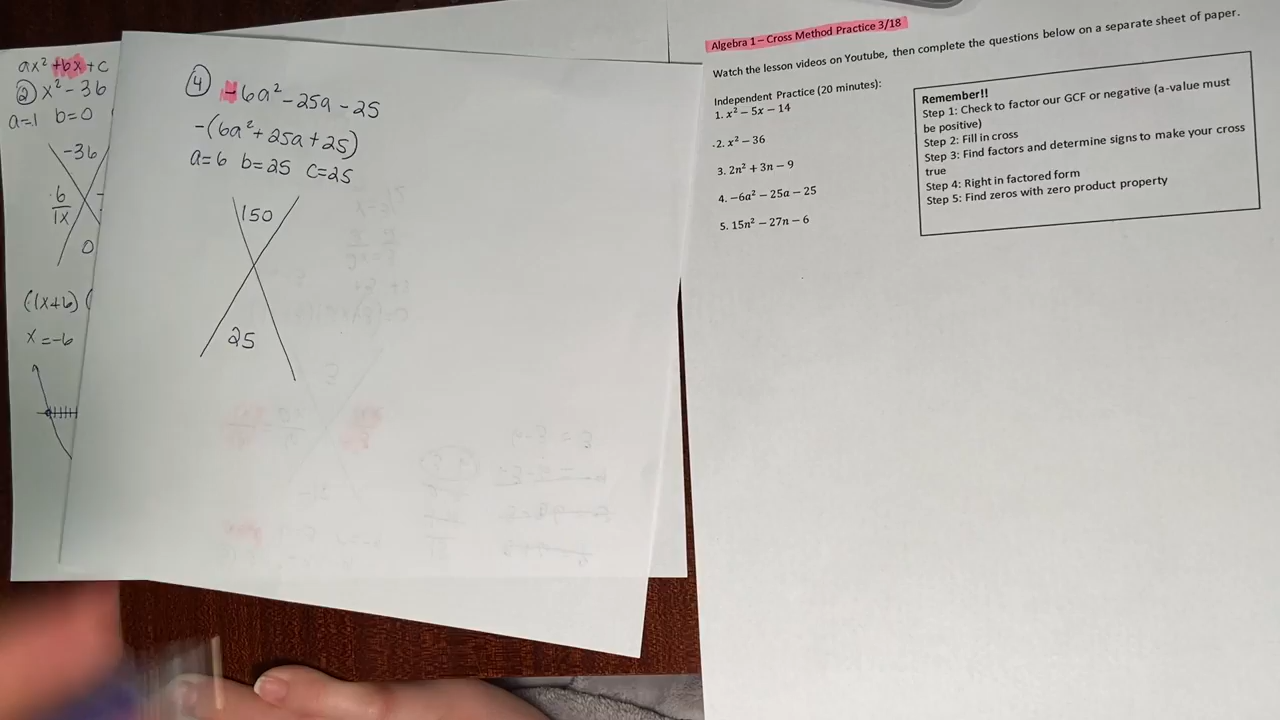 ax² + bx + c
② x² - 36
a=1 b=0
-36
6
1x
0
(1x+6) (
x = -6
④ -6a² - 25a - 25
-(6a² + 25a + 25)
a=6 b=25 c=25
150
25
Algebra 1 – Cross Method Practice 3/18
Watch the lesson videos on Youtube, then complete the questions below on a separate sheet of paper.
Independent Practice (20 minutes):
1. x² − 5x − 14
2. x² − 36
3. 2n² + 3n − 9
4. −6a² − 25a − 25
5. 15n² − 27n − 6
Remember!!
Step 1: Check to factor our GCF or negative (a-value must
be positive)
Step 2: Fill in cross
Step 3: Find factors and determine signs to make your cross
true
Step 4: Right in factored form
Step 5: Find zeros with zero product property